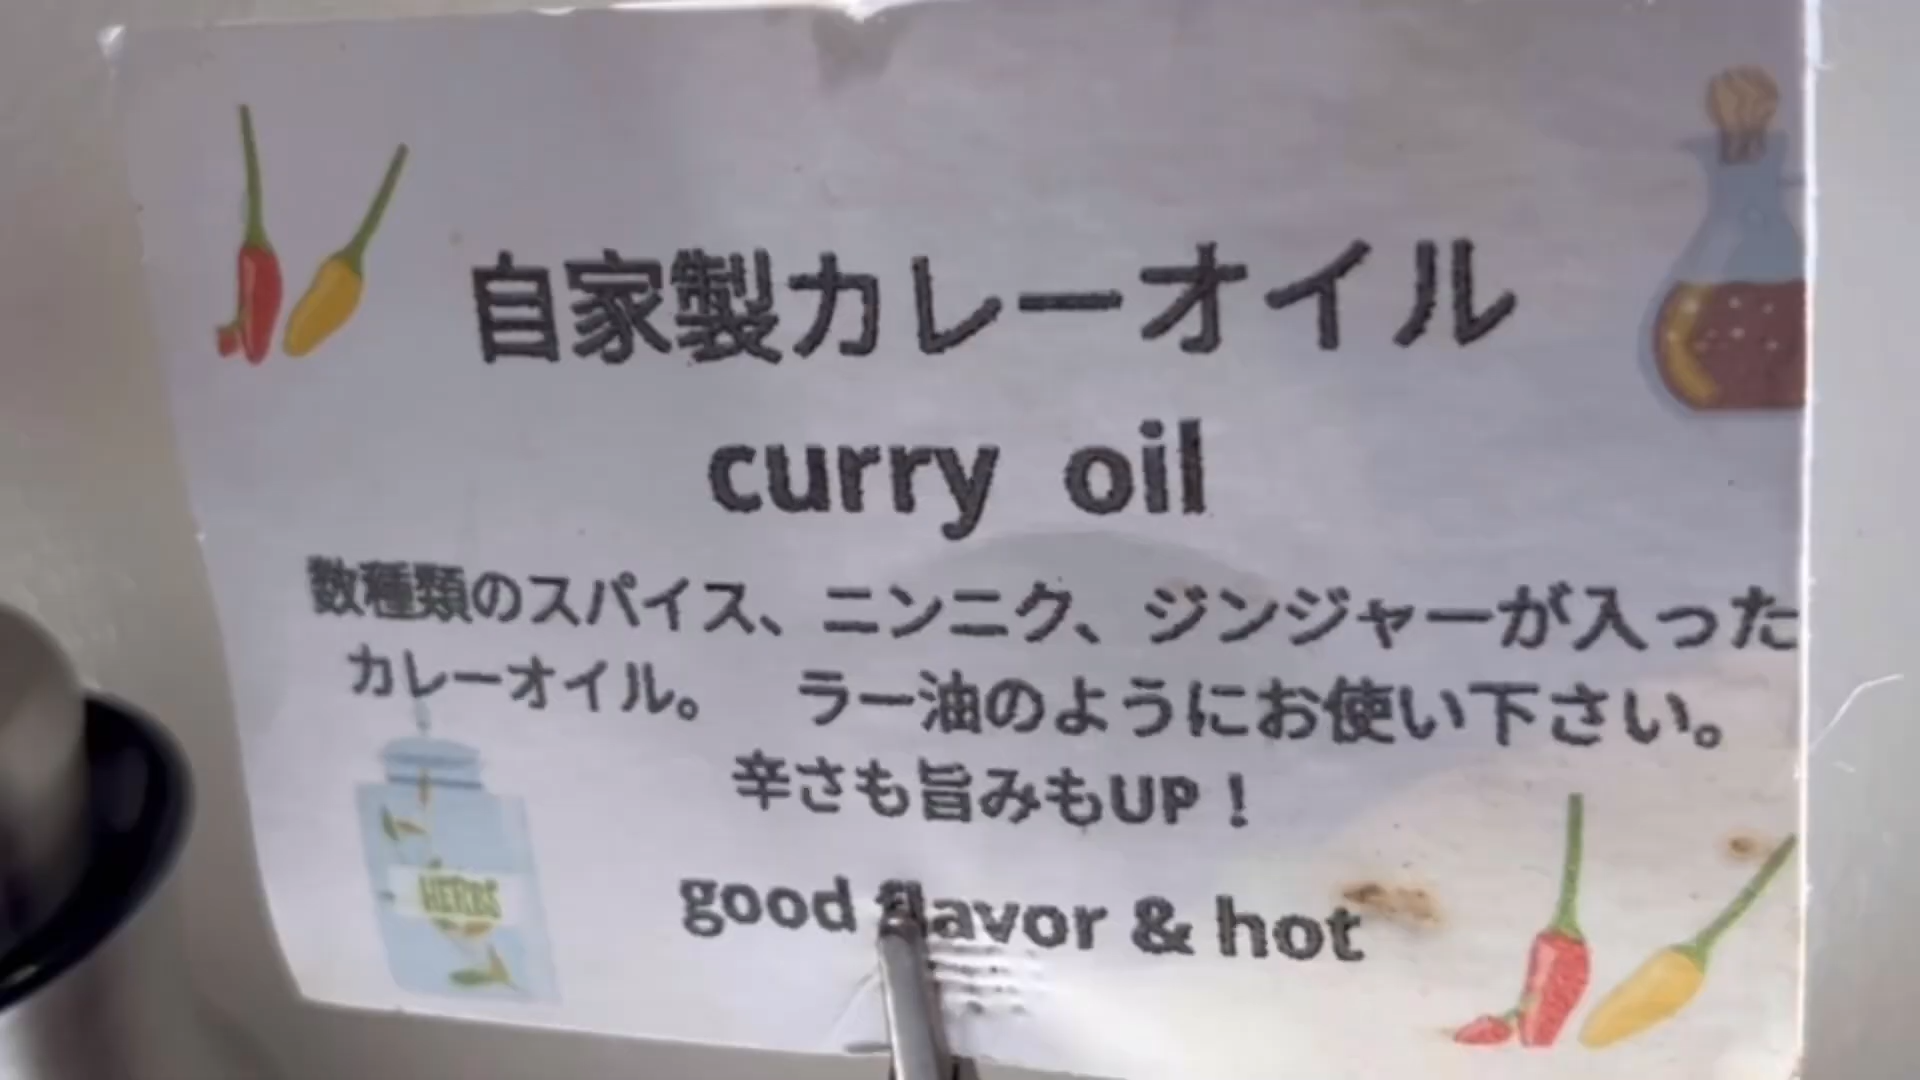 自家製カレーオイル
curry oil
数種類のスパイス、ニンニク、ジンジャーが入った
カレーオイル。 ラー油のようにお使い下さい。
辛さも旨みもUP！
good flavor & hot
HERBS